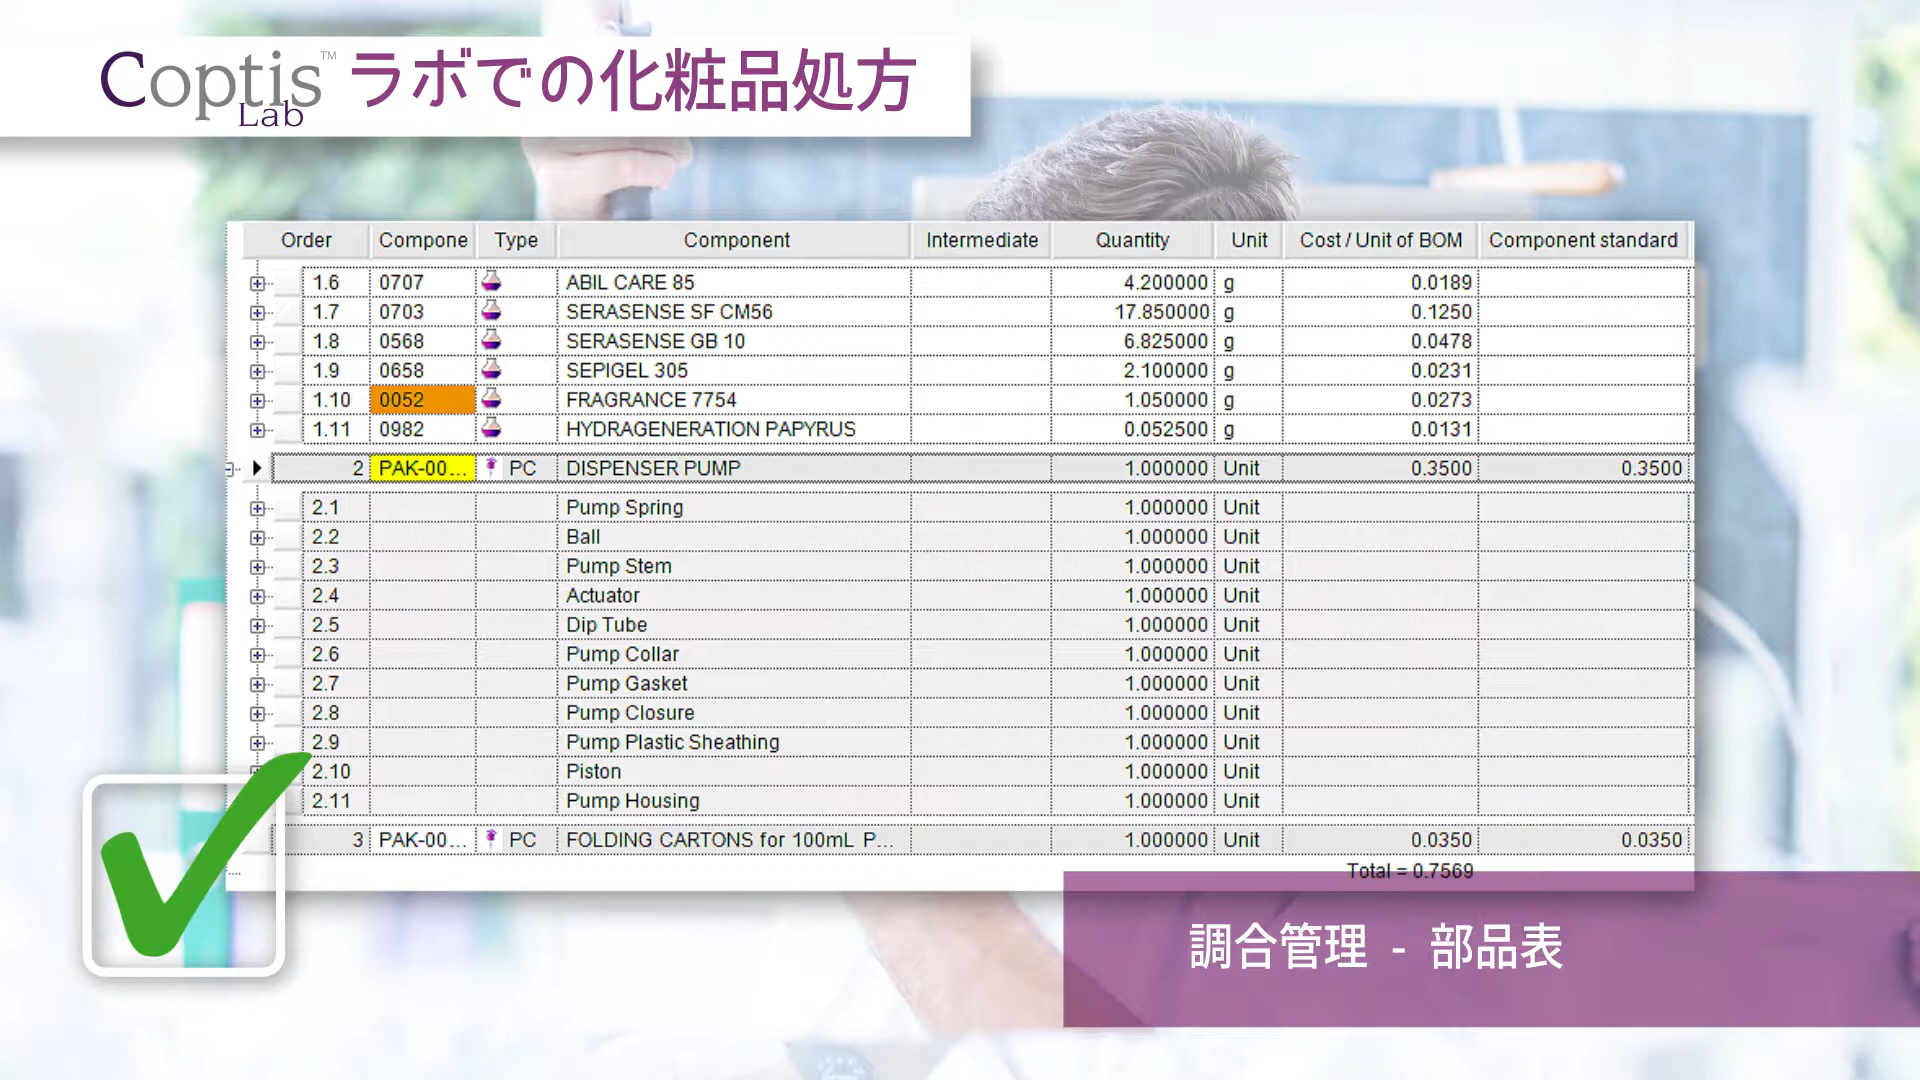 Coptis™ Lab ラボでの化粧品処方
Order Compone Type Component Intermediate Quantity Unit Cost / Unit of BOM Component standard
1.6 0707 ABIL CARE 85 4.200000 g 0.0189
1.7 0703 SERASENSE SF CM56 17.850000 g 0.1250
1.8 0568 SERASENSE GB 10 6.825000 g 0.0478
1.9 0658 SEPIGEL 305 2.100000 g 0.0231
1.10 0052 FRAGRANCE 7754 1.050000 g 0.0273
1.11 0982 HYDRAGENERATION PAPYRUS 0.052500 g 0.0131
2 PAK-00... PC DISPENSER PUMP 1.000000 Unit 0.3500 0.3500
2.1 Pump Spring 1.000000 Unit
2.2 Ball 1.000000 Unit
2.3 Pump Stem 1.000000 Unit
2.4 Actuator 1.000000 Unit
2.5 Dip Tube 1.000000 Unit
2.6 Pump Collar 1.000000 Unit
2.7 Pump Gasket 1.000000 Unit
2.8 Pump Closure 1.000000 Unit
2.9 Pump Plastic Sheathing 1.000000 Unit
2.10 Piston 1.000000 Unit
2.11 Pump Housing 1.000000 Unit
3 PAK-00... PC FOLDING CARTONS for 100mL P... 1.000000 Unit 0.0350 0.0350
Total = 0.7569
調合管理 - 部品表